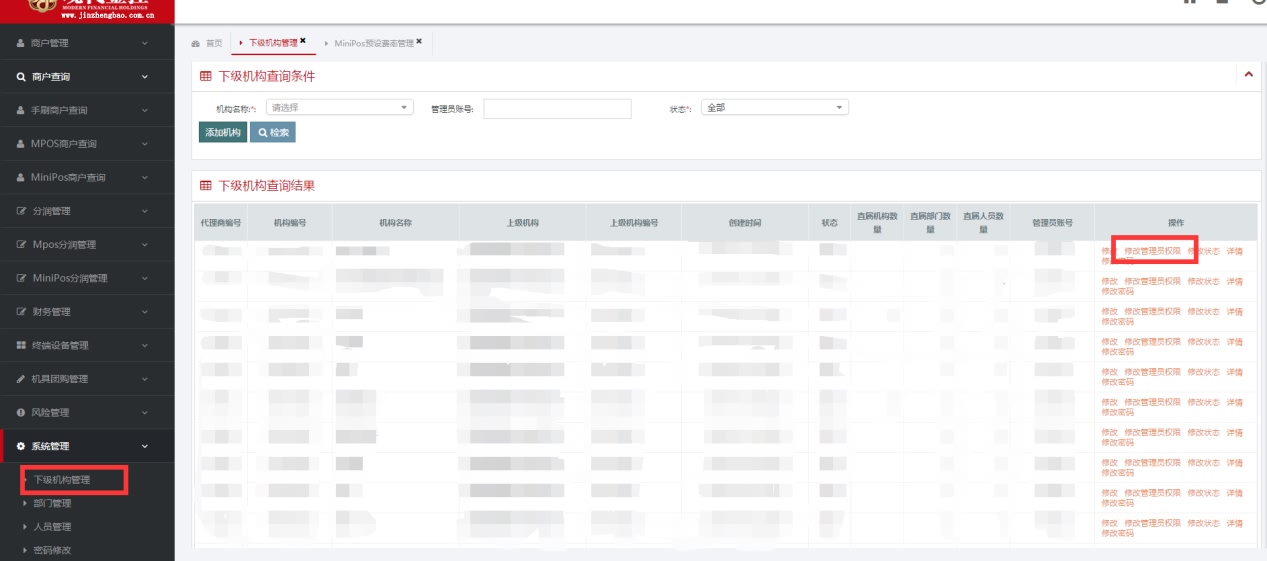 MODERN FINANCIAL HOLDINGS
www.jinzhengbao.com.cn
商户管理
商户查询
手刷商户查询
MPOS商户查询
MiniPos商户查询
分润管理
Mpos分润管理
MiniPos分润管理
财务管理
终端设备管理
机具团购管理
风险管理
系统管理
下级机构管理
部门管理
人员管理
密码修改
首页 下级机构管理 MiniPos预设费率管理
下级机构查询条件
机构名称:*: 请选择 管理员账号: 状态*: 全部
添加机构 检索
下级机构查询结果
代理商编号 机构编号 机构名称 上级机构 上级机构编号 创建时间 状态 直属机构数量 直属部门数量 直属人员数量 管理员账号 操作
修改 修改管理员权限 修改状态 详情
修改密码
修改 修改管理员权限 修改状态 详情
修改密码
修改 修改管理员权限 修改状态 详情
修改密码
修改 修改管理员权限 修改状态 详情
修改密码
修改 修改管理员权限 修改状态 详情
修改密码
修改 修改管理员权限 修改状态 详情
修改密码
修改 修改管理员权限 修改状态 详情
修改密码
修改 修改管理员权限 修改状态 详情
修改密码
修改 修改管理员权限 修改状态 详情
修改密码
修改 修改管理员权限 修改状态 详情
修改密码